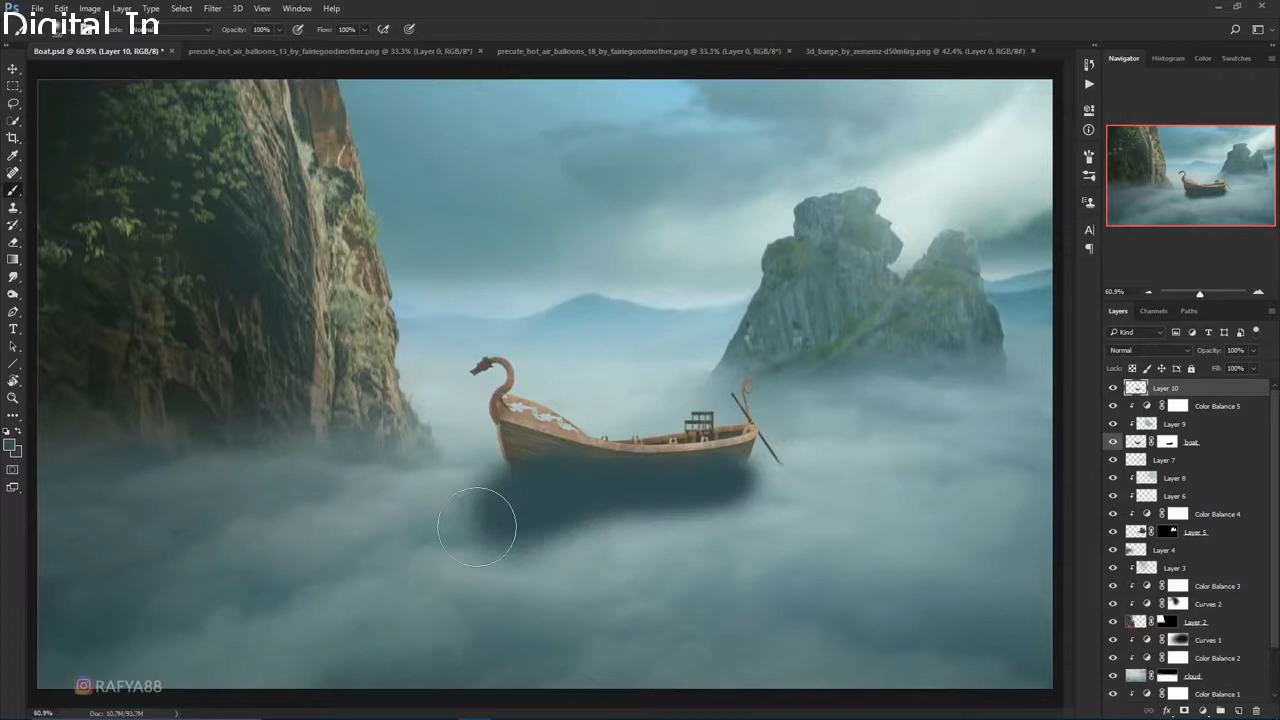 Ps File Edit Image Layer Type Select Filter 3D View Window Help
Digital Im
Mode: Normal Opacity: 100% Flow: 100%
Boat.psd @ 60.9% (Layer 10, RGB/8) * × precute_hot_air_balloons_13_by_fairiegoodmother.png @ 33.3% (Layer 0, RGB/8*) × precute_hot_air_balloons_18_by_fairiegoodmother.png @ 33.3% (Layer 0, RGB/8*) × 3d_barge_by_zememz-d50m6rg.png @ 42.4% (Layer 0, RGB/8#) ×
Navigator Histogram Color Swatches
60.9%
Layers Channels Paths
Kind
Normal Opacity: 100%
Lock: Fill: 100%
Layer 10
Color Balance 5
Layer 9
boat
Layer 7
Layer 8
Layer 6
Color Balance 4
Layer 5
Layer 4
Layer 3
Color Balance 3
Curves 2
Layer 2
Curves 1
Color Balance 2
cloud
Color Balance 1
RAFYA88
60.9% Doc: 10.7M/93.7M